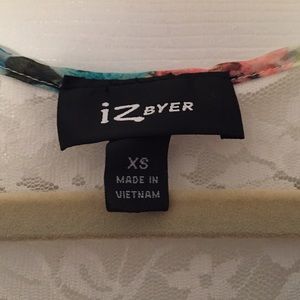 iZ BYER
XS
MADE IN
VIETNAM